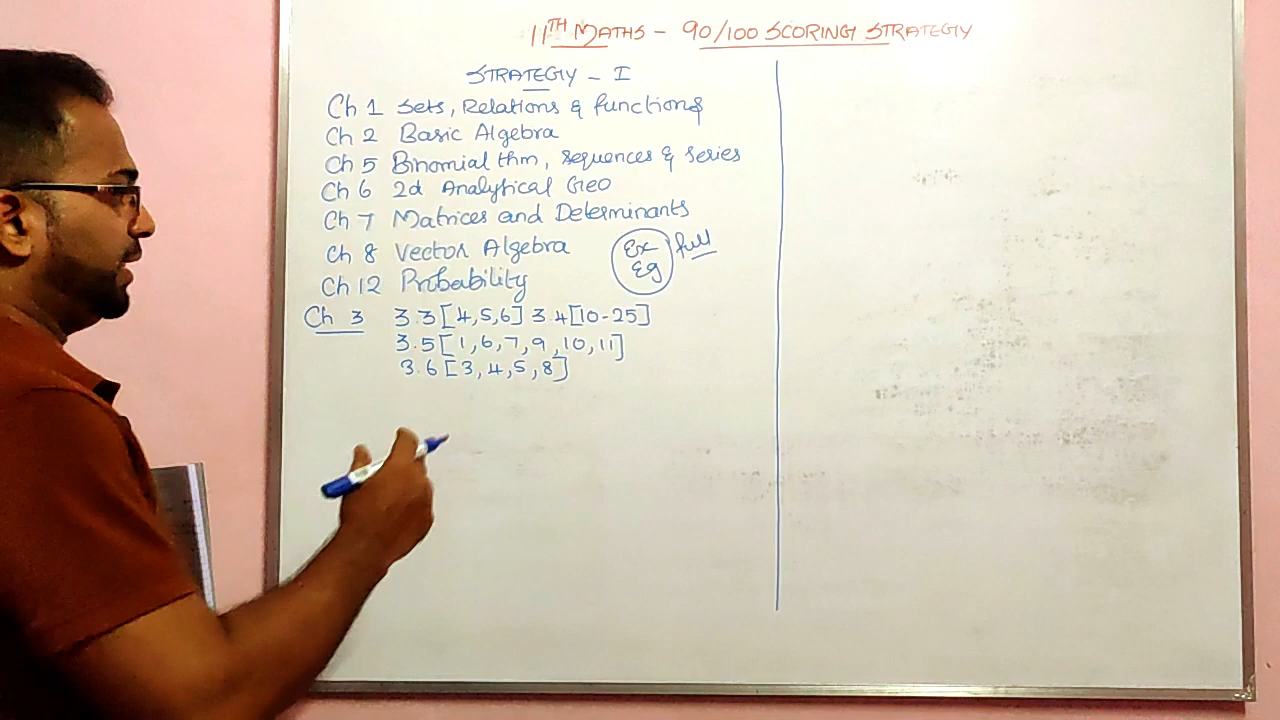 11TH MATHS - 90/100 SCORING STRATEGY
STRATEGY - I
Ch 1 Sets, Relations & functions
Ch 2 Basic Algebra
Ch 5 Binomial thm, sequences & series
Ch 6 2d Analytical Geo
Ch 7 Matrices and Determinants
Ch 8 Vector Algebra
Ex full
Eg
Ch 12 Probability
Ch 3 3.3[4,5,6] 3.4[10-25]
3.5[1,6,7,9,10,11]
3.6[3,4,5,8]